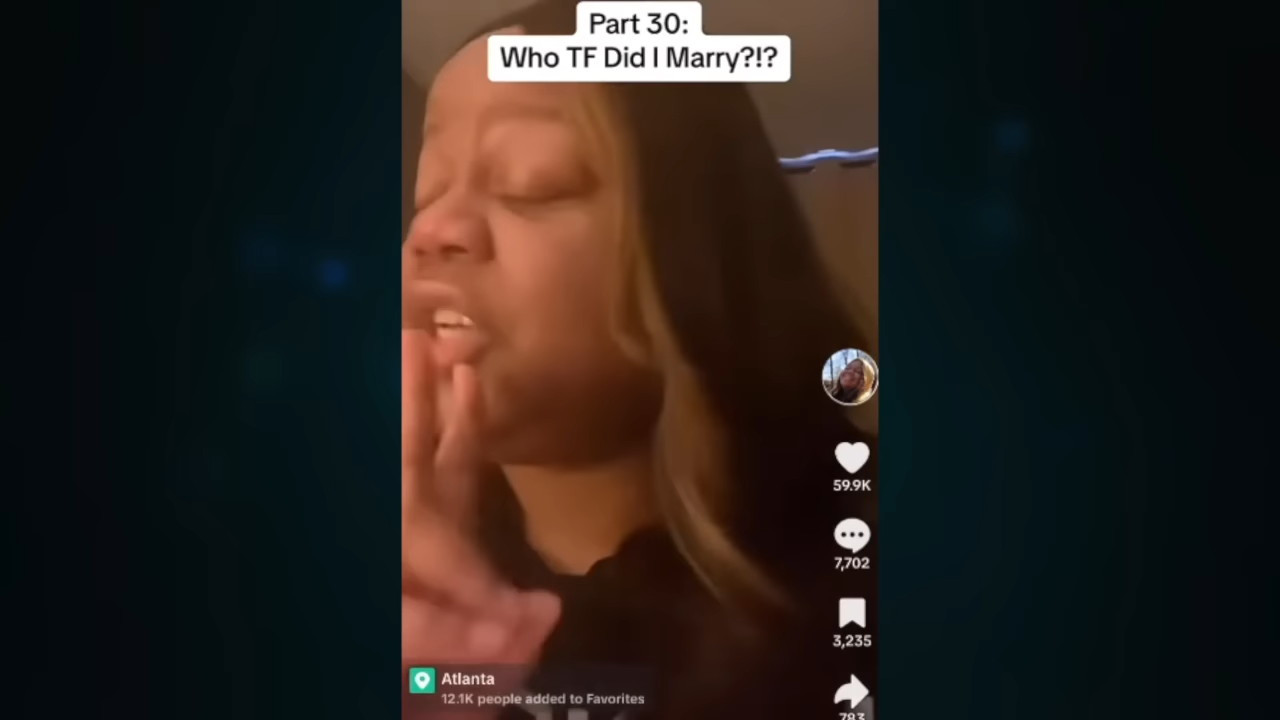 Part 30:
Who TF Did I Marry?!?
59.9K
7,702
3,235
783
Atlanta
12.1K people added to Favorites